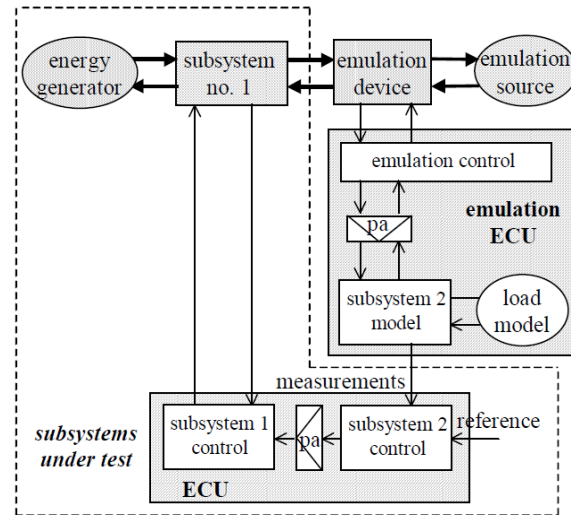 energy
generator
subsystem
no. 1
emulation
device
emulation
source
emulation control
pa
emulation
ECU
subsystem 2
model
load
model
measurements
subsystems
under test
subsystem 1
control
pa
subsystem 2
control
reference
ECU